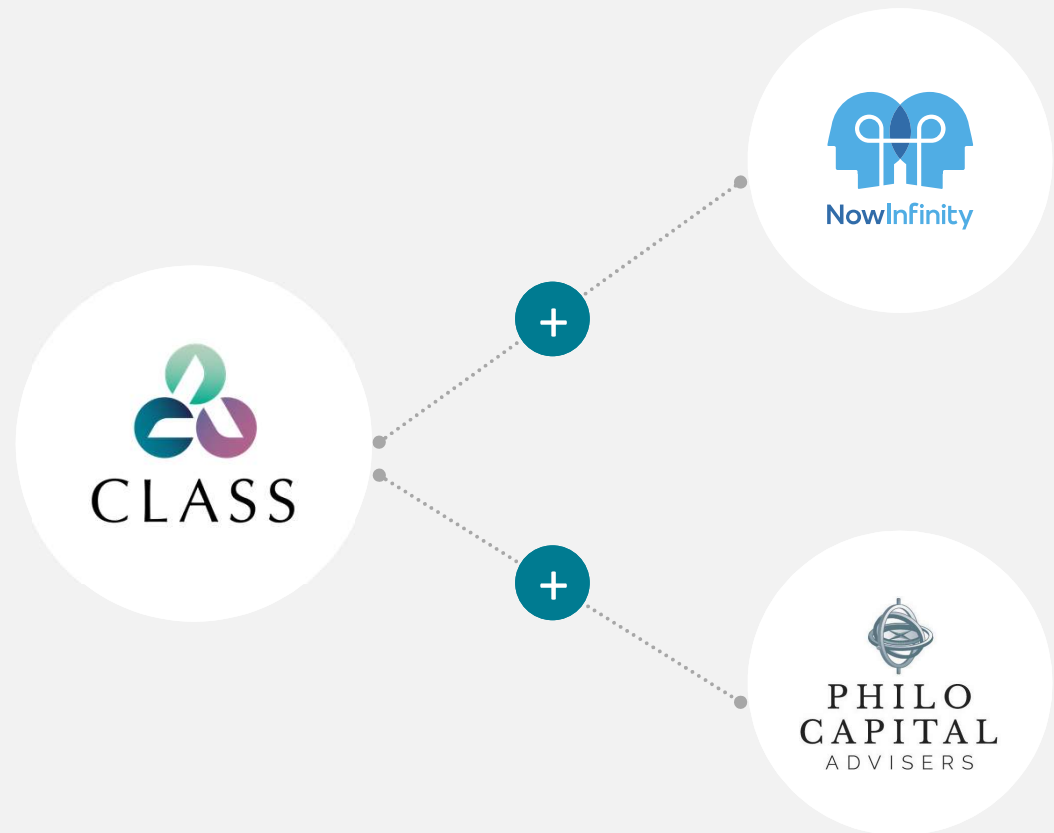 NowInfinity
+
CLASS
+
PHILO
CAPITAL
ADVISERS